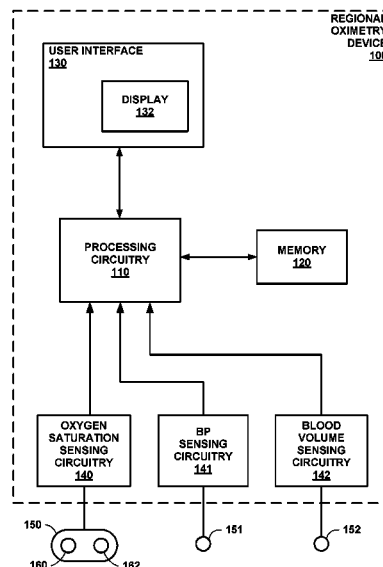 REGIONAL
OXIMETRY
DEVICE
100
USER INTERFACE
130
DISPLAY
132
PROCESSING
CIRCUITRY
110
MEMORY
120
OXYGEN
SATURATION
SENSING
CIRCUITRY
140
BP
SENSING
CIRCUITRY
141
BLOOD
VOLUME
SENSING
CIRCUITRY
142
150
151
152
160
162